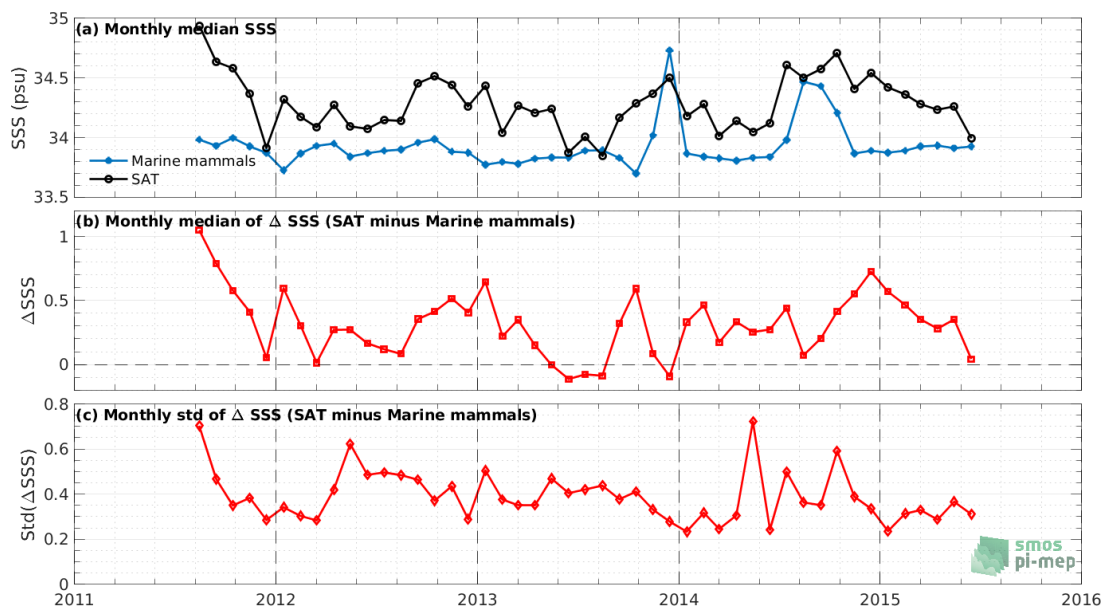 (a) Monthly median SSS
SSS (psu)
35
34.5
34
33.5
Marine mammals
SAT
(b) Monthly median of Δ SSS (SAT minus Marine mammals)
ΔSSS
1
0.5
0
(c) Monthly std of Δ SSS (SAT minus Marine mammals)
Std(ΔSSS)
0.8
0.6
0.4
0.2
0
2011 2012 2013 2014 2015 2016
smos
pi-mep